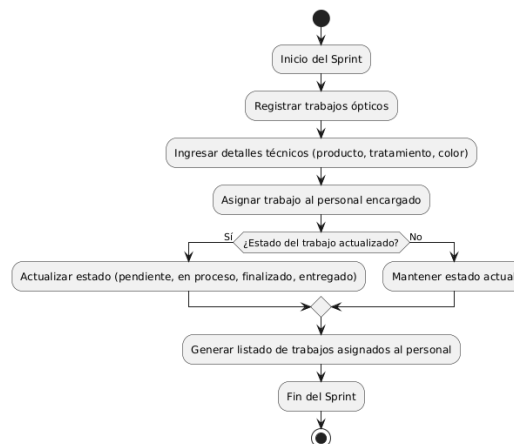 Inicio del Sprint
Registrar trabajos ópticos
Ingresar detalles técnicos (producto, tratamiento, color)
Asignar trabajo al personal encargado
Sí
¿Estado del trabajo actualizado?
No
Actualizar estado (pendiente, en proceso, finalizado, entregado)
Mantener estado actual
Generar listado de trabajos asignados al personal
Fin del Sprint